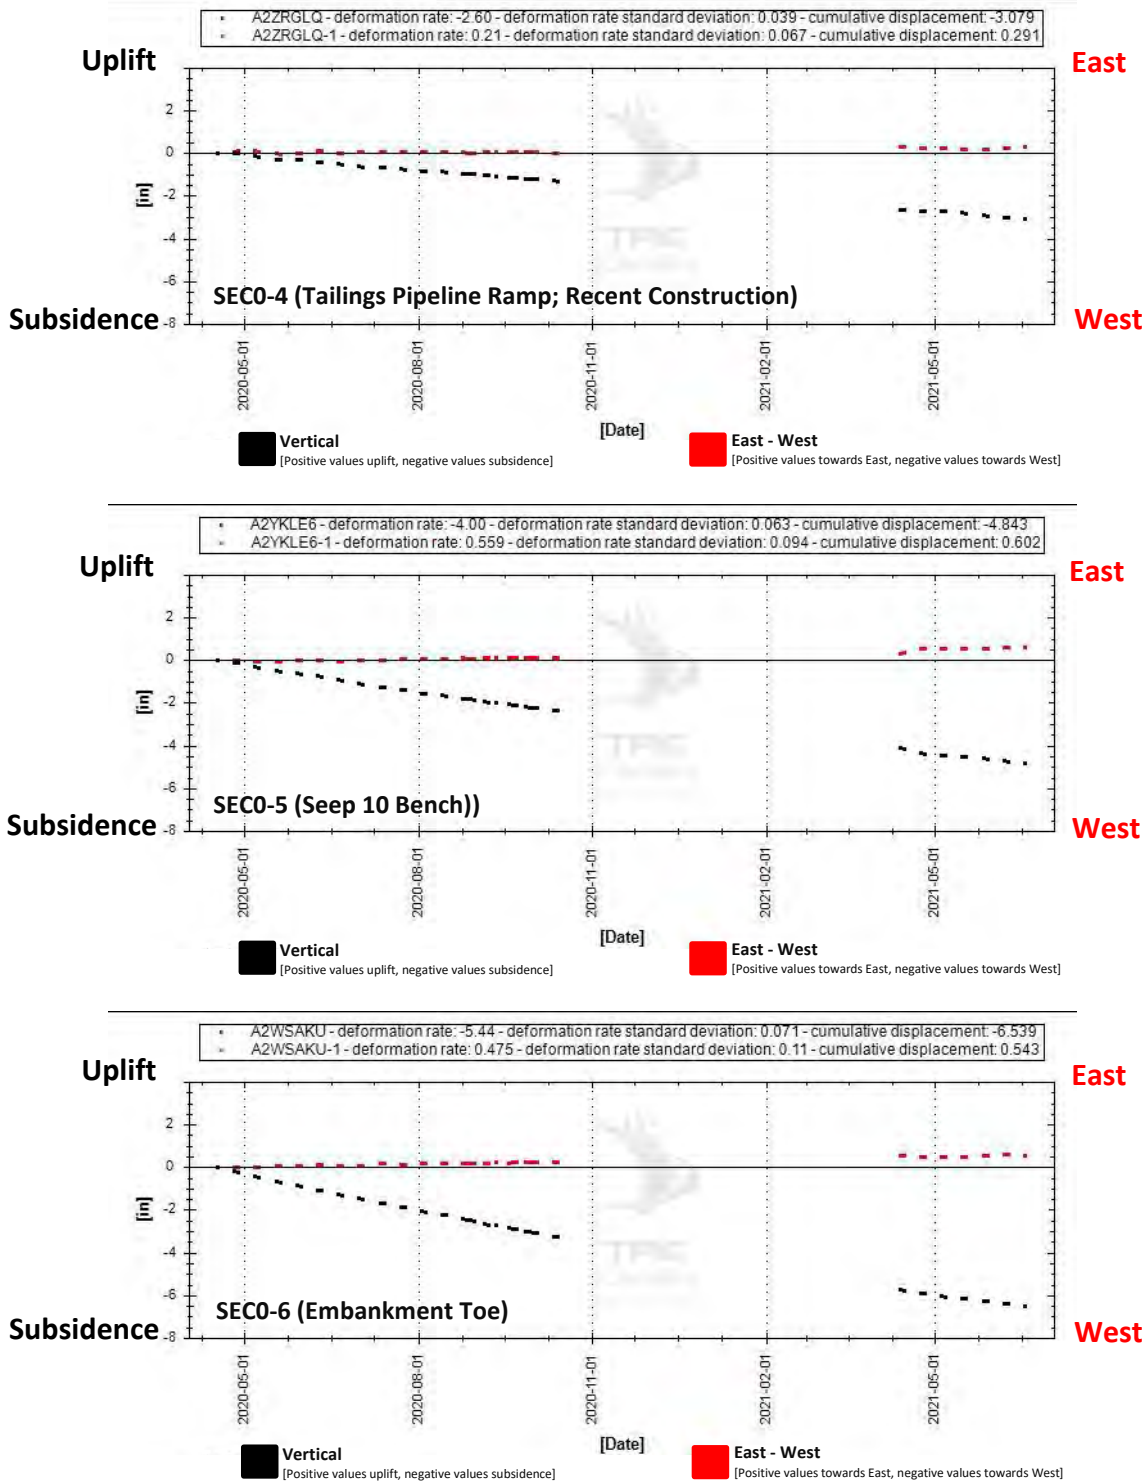 A2ZRGLQ - deformation rate: -2.60 - deformation rate standard deviation: 0.039 - cumulative displacement: -3.079
A2ZRGLQ-1 - deformation rate: 0.21 - deformation rate standard deviation: 0.067 - cumulative displacement: 0.291
Uplift
East
2
0
-2
-4
-6
-8
[in]
TRE
SEC0-4 (Tailings Pipeline Ramp; Recent Construction)
Subsidence
West
2020-05-01
2020-08-01
2020-11-01
2021-02-01
2021-05-01
[Date]
Vertical
[Positive values uplift, negative values subsidence]
East - West
[Positive values towards East, negative values towards West]
A2YKLE6 - deformation rate: -4.00 - deformation rate standard deviation: 0.063 - cumulative displacement: -4.843
A2YKLE6-1 - deformation rate: 0.559 - deformation rate standard deviation: 0.094 - cumulative displacement: 0.602
Uplift
East
2
0
-2
-4
-6
-8
[in]
TRE
SEC0-5 (Seep 10 Bench))
Subsidence
West
2020-05-01
2020-08-01
2020-11-01
2021-02-01
2021-05-01
[Date]
Vertical
[Positive values uplift, negative values subsidence]
East - West
[Positive values towards East, negative values towards West]
A2WSAKU - deformation rate: -5.44 - deformation rate standard deviation: 0.071 - cumulative displacement: -6.539
A2WSAKU-1 - deformation rate: 0.475 - deformation rate standard deviation: 0.11 - cumulative displacement: 0.543
Uplift
East
2
0
-2
-4
-6
-8
[in]
TRE
SEC0-6 (Embankment Toe)
Subsidence
West
2020-05-01
2020-08-01
2020-11-01
2021-02-01
2021-05-01
[Date]
Vertical
[Positive values uplift, negative values subsidence]
East - West
[Positive values towards East, negative values towards West]